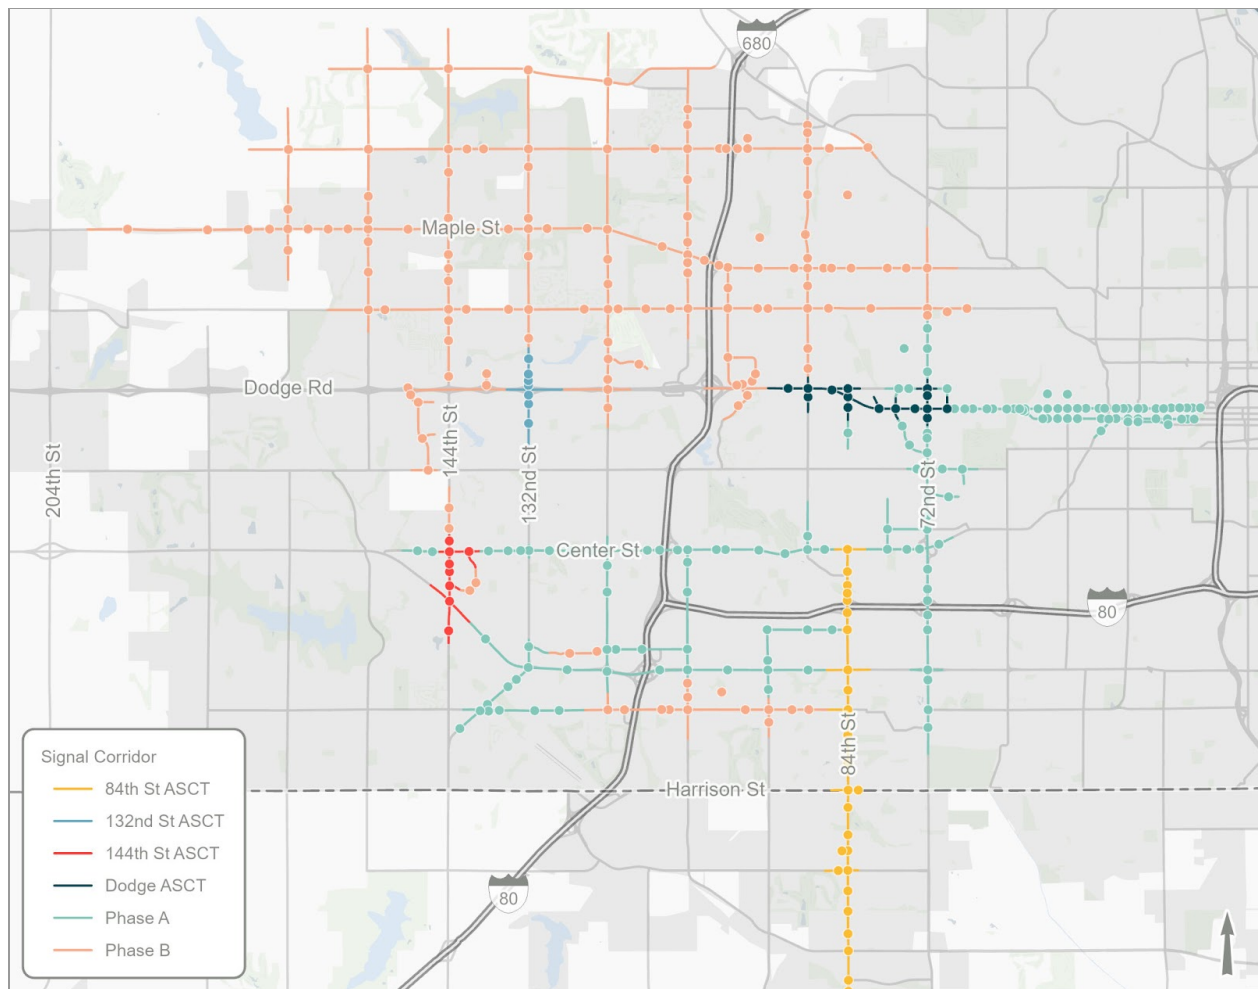 680
Maple St
Dodge Rd
204th St
144th St
132nd St
72nd St
Center St
80
84th St
Harrison St
80
Signal Corridor
84th St ASCT
132nd St ASCT
144th St ASCT
Dodge ASCT
Phase A
Phase B